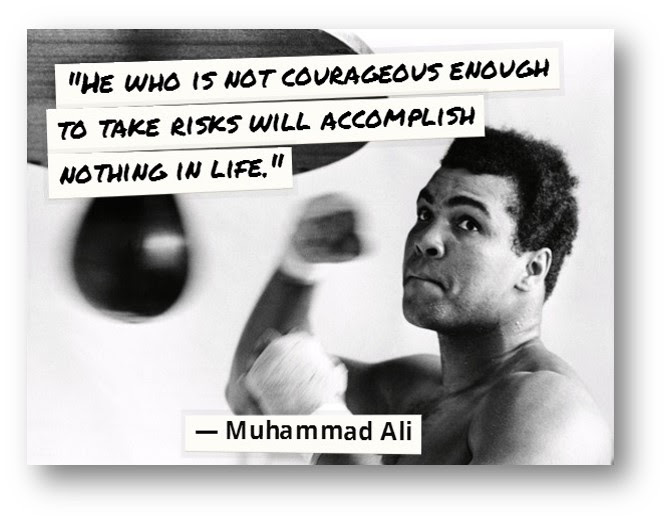 "HE WHO IS NOT COURAGEOUS ENOUGH
TO TAKE RISKS WILL ACCOMPLISH
NOTHING IN LIFE."
— Muhammad Ali